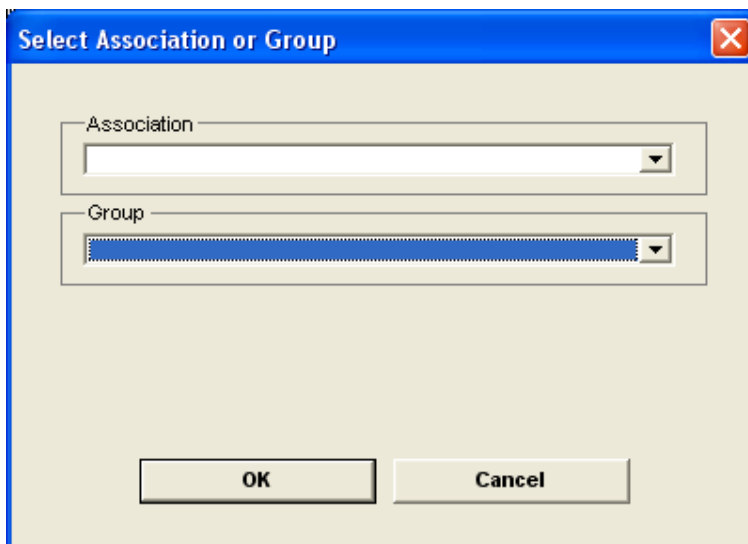 Select Association or Group
Association
Group
OK
Cancel